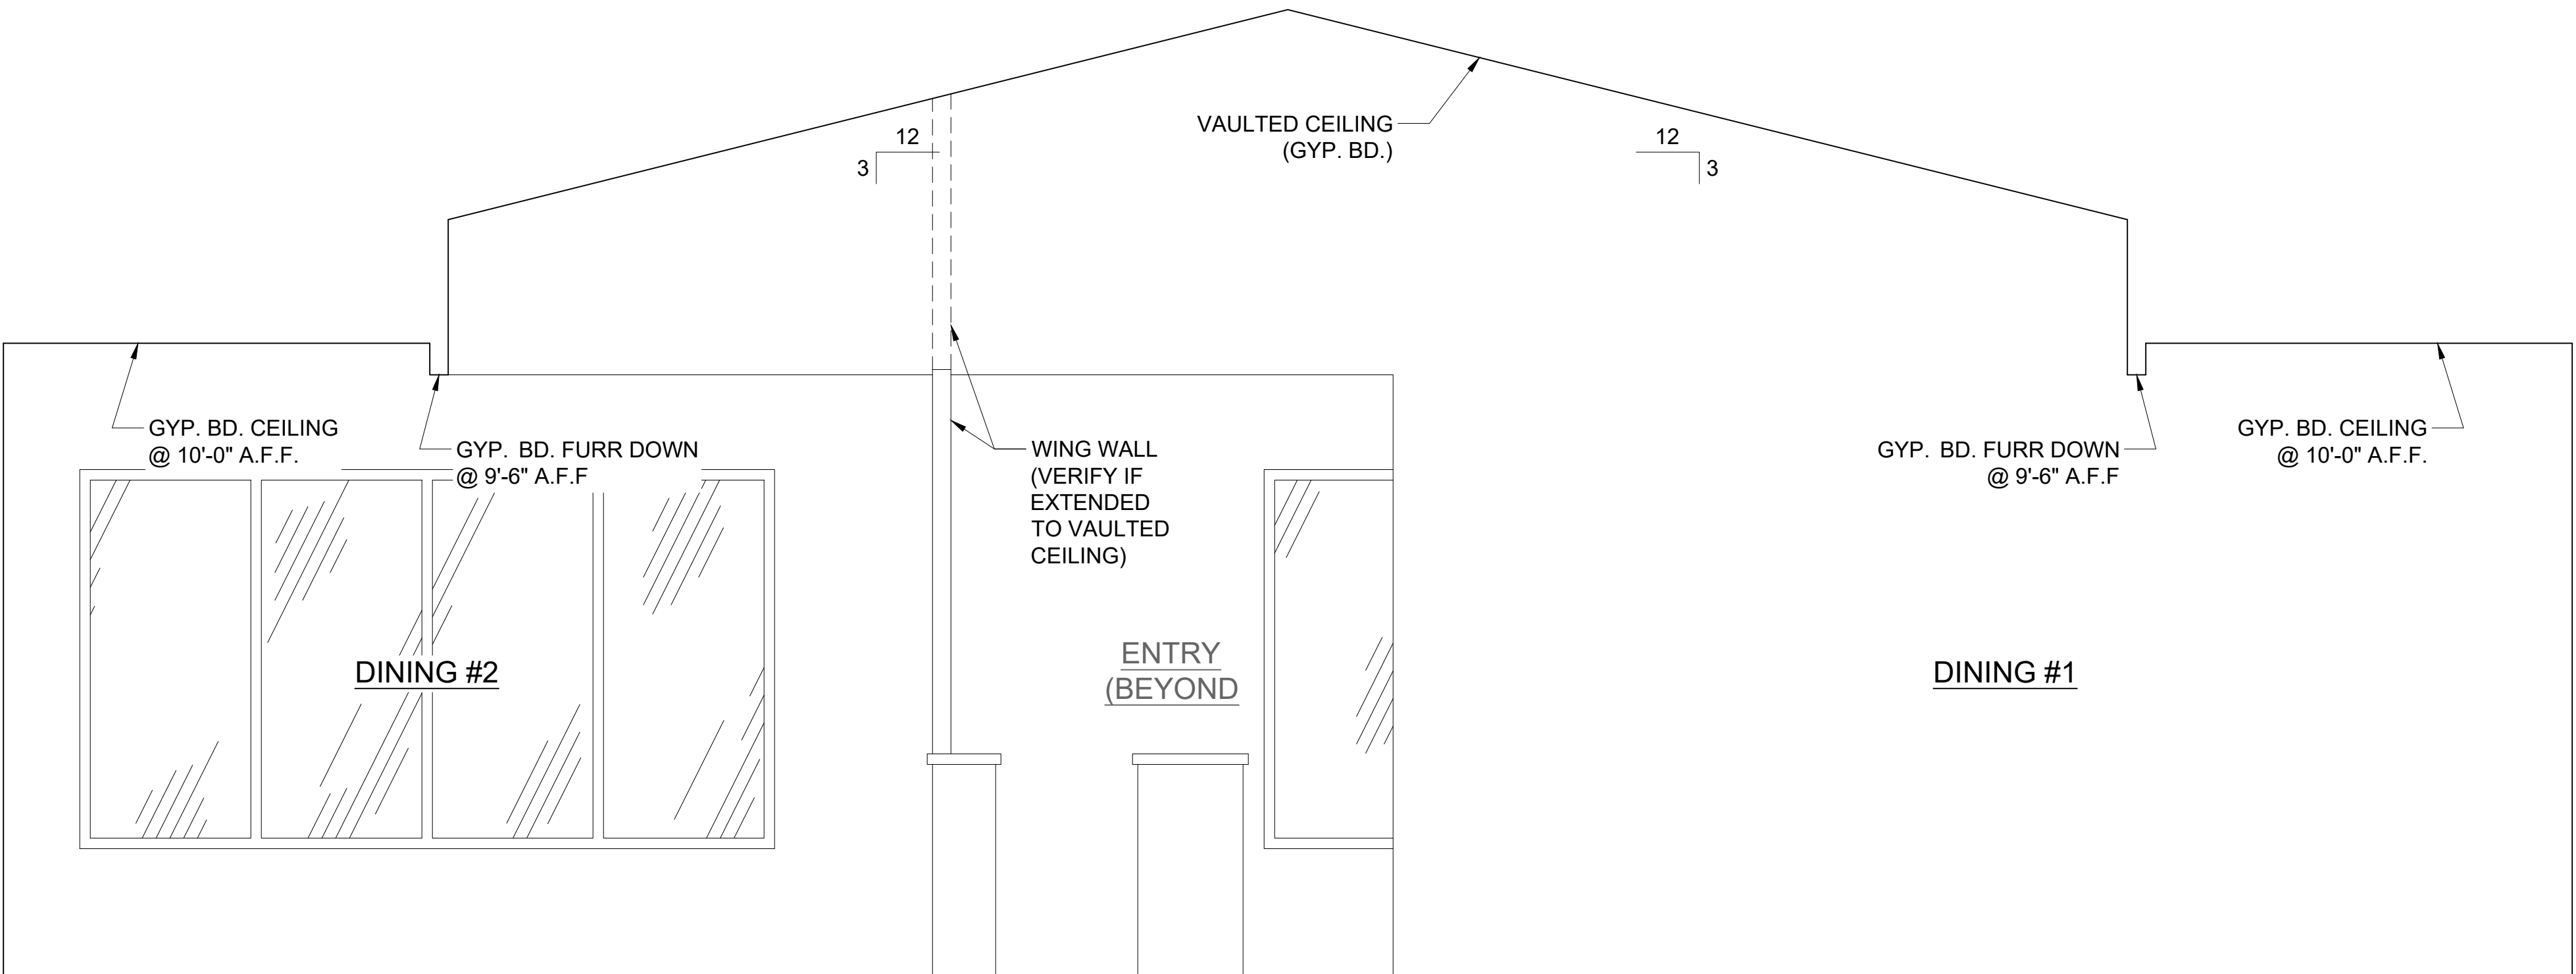 VAULTED CEILING
(GYP. BD.)
12
3
12
3
GYP. BD. CEILING
@ 10'-0" A.F.F.
GYP. BD. FURR DOWN
@ 9'-6" A.F.F
WING WALL
(VERIFY IF
EXTENDED
TO VAULTED
CEILING)
GYP. BD. FURR DOWN
@ 9'-6" A.F.F
GYP. BD. CEILING
@ 10'-0" A.F.F.
DINING #2
ENTRY
(BEYOND
DINING #1